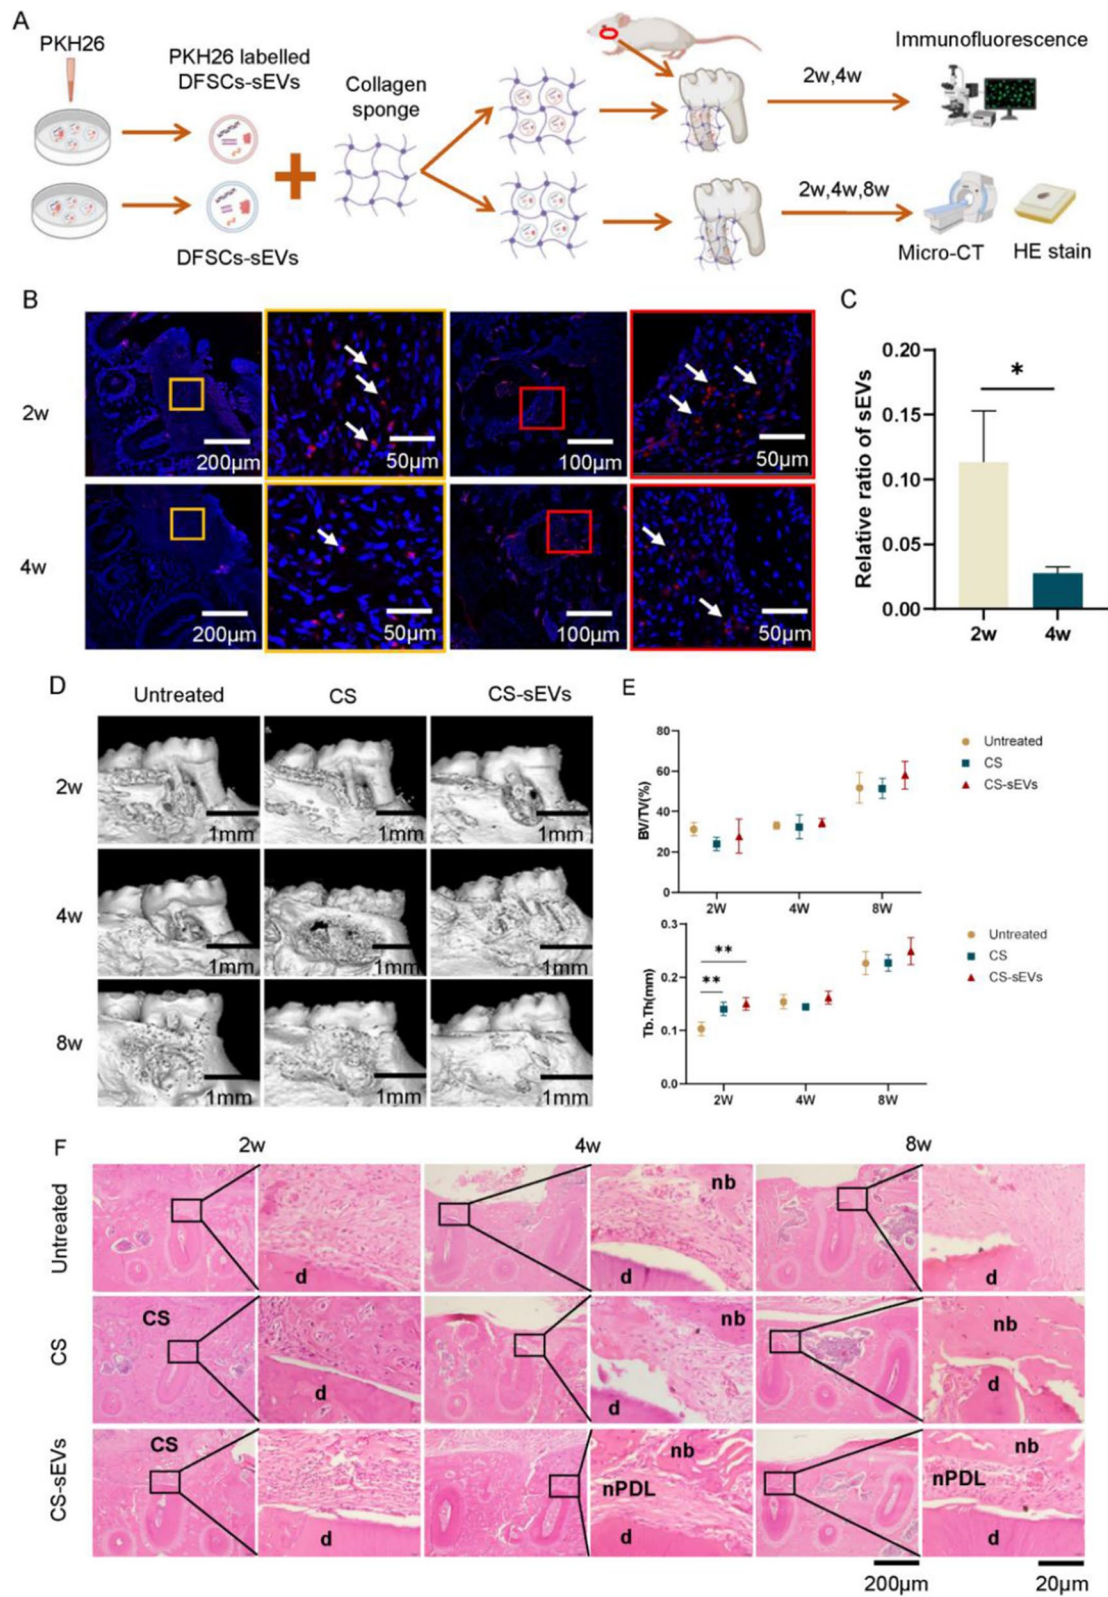 A
PKH26
PKH26 labelled
DFSCs-sEVs
Collagen
sponge
2w,4w
Immunofluorescence
DFSCs-sEVs
2w,4w,8w
Micro-CT
HE stain
B
2w
200µm
50µm
100µm
50µm
4w
200µm
50µm
100µm
50µm
C
Relative ratio of sEVs
0.20
0.15
0.10
0.05
0.00
*
2w
4w
D
Untreated
CS
CS-sEVs
2w
1mm
1mm
1mm
4w
1mm
1mm
1mm
8w
1mm
1mm
1mm
E
BV/TV(%)
80
60
40
20
0
2W
4W
8W
Untreated
CS
CS-sEVs
Tb.Th(mm)
0.3
0.2
0.1
0.0
**
**
2W
4W
8W
Untreated
CS
CS-sEVs
F
2w
4w
8w
Untreated
d
nb
d
d
CS
CS
d
nb
d
nb
d
CS-sEVs
CS
d
nb
nPDL
d
nb
nPDL
d
200µm
20µm